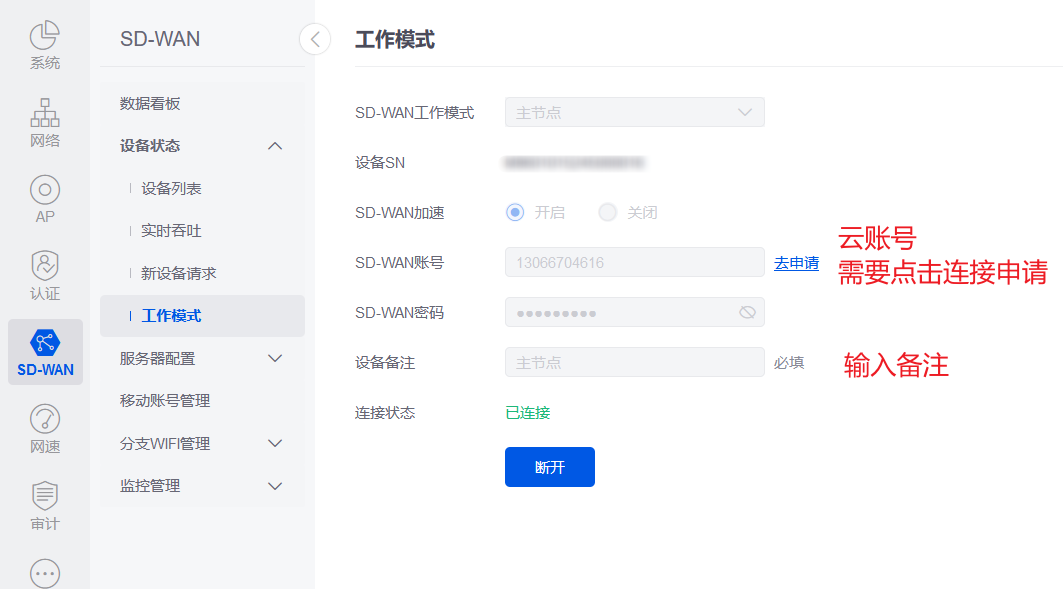 系统
网络
AP
认证
SD-WAN
网速
审计
SD-WAN
数据看板
设备状态
设备列表
实时吞吐
新设备请求
工作模式
服务器配置
移动账号管理
分支WIFI管理
监控管理
工作模式
SD-WAN工作模式 主节点
设备SN
SD-WAN加速 开启 关闭
SD-WAN账号 13066704616 去申请
云账号
需要点击连接申请
SD-WAN密码
设备备注 主节点 必填 输入备注
连接状态 已连接
断开